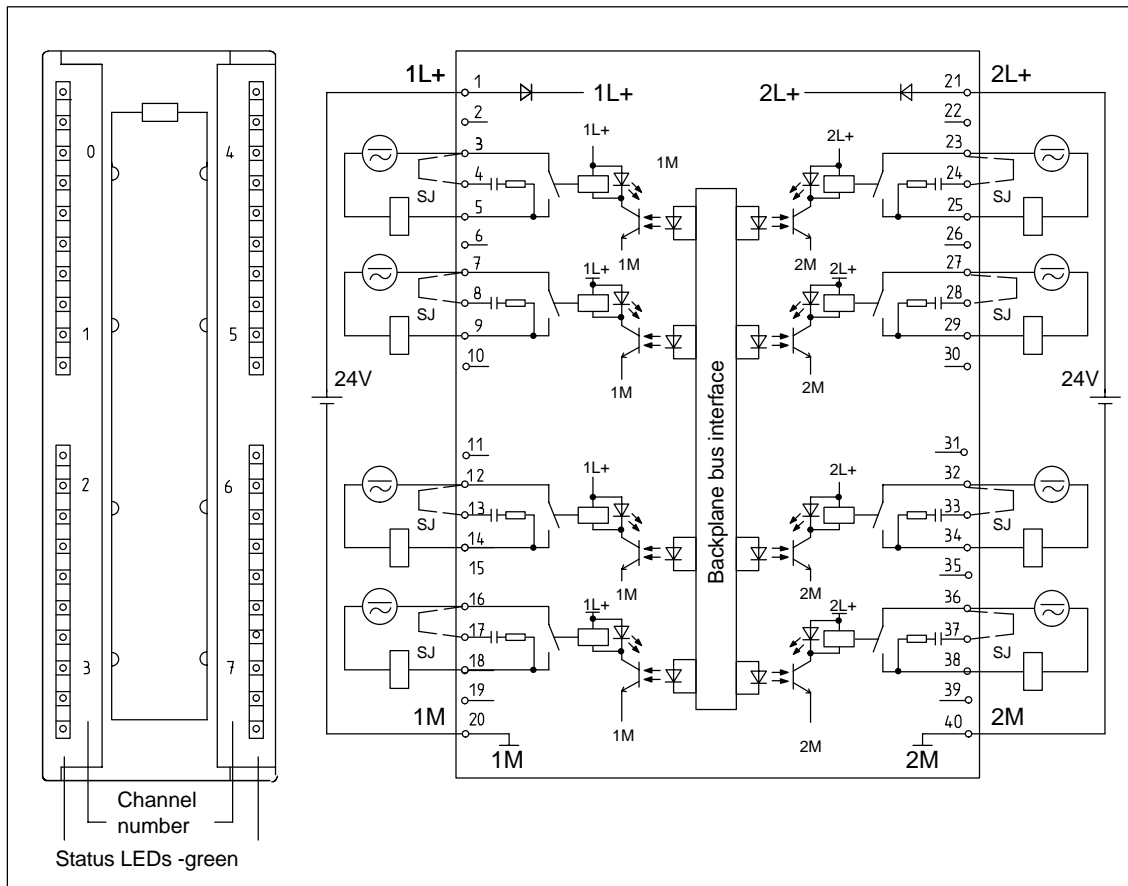 1L+ 1 21 2L+
1L+ 2L+
2 22
3 1L+ 1M 2L+ 23
0 4
4 24
SJ SJ
5 25
6 26
1M 2M
7 1L+ 2L+ 27
8 28
SJ SJ
1 5
9 29
10 30
24V 1M 2M 24V
Backplane bus interface
11 31
12 1L+ 2L+ 32
2 6
13 33
SJ SJ
14 34
15 35
1M 2M
16 1L+ 2L+ 36
17 37
SJ SJ
3 7
18 38
19 39
1M 20 40 2M
1M 2M
1M 2M
Channel
number
Status LEDs -green